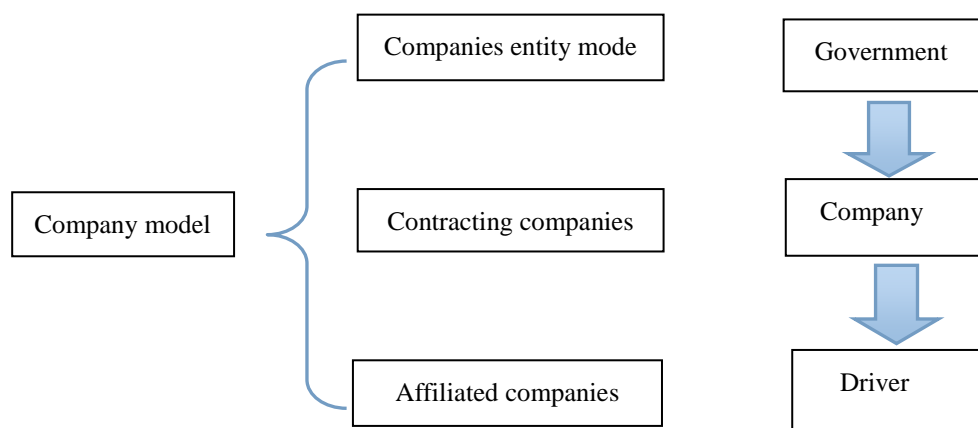 Companies entity mode
Government
Company model
Contracting companies
Company
Affiliated companies
Driver